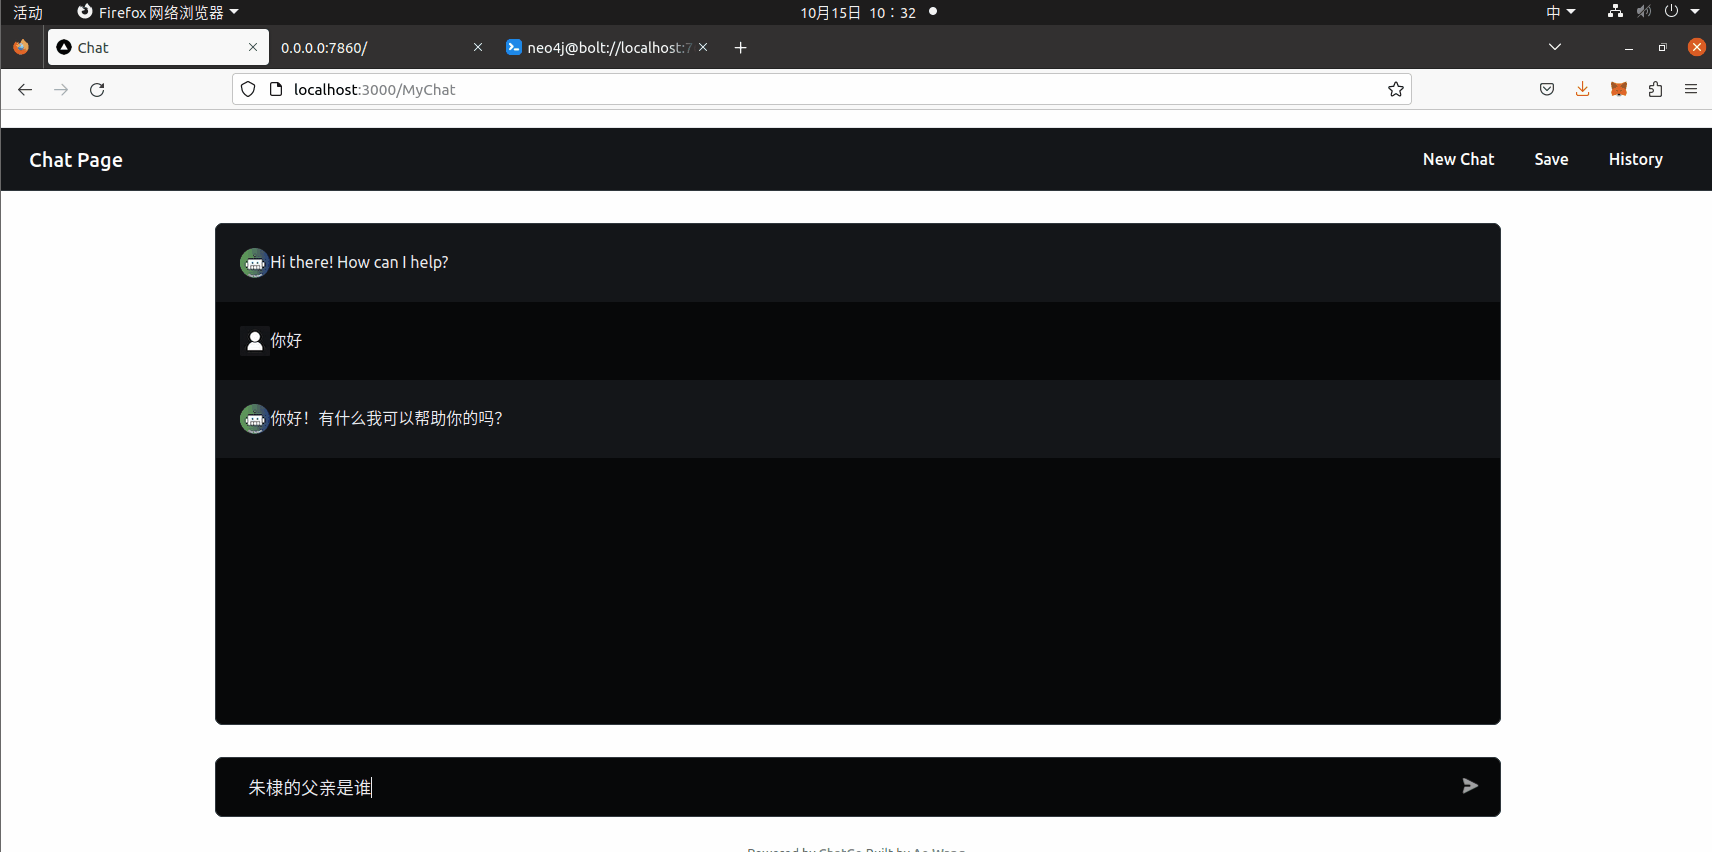 活动
Firefox 网络浏览器
10月15日 10:32
中
Chat
0.0.0.0:7860/
neo4j@bolt://localhost:7
localhost:3000/MyChat
Chat Page
New Chat
Save
History
Hi there! How can I help?
你好
你好！有什么我可以帮助你的吗？
朱棣的父亲是谁